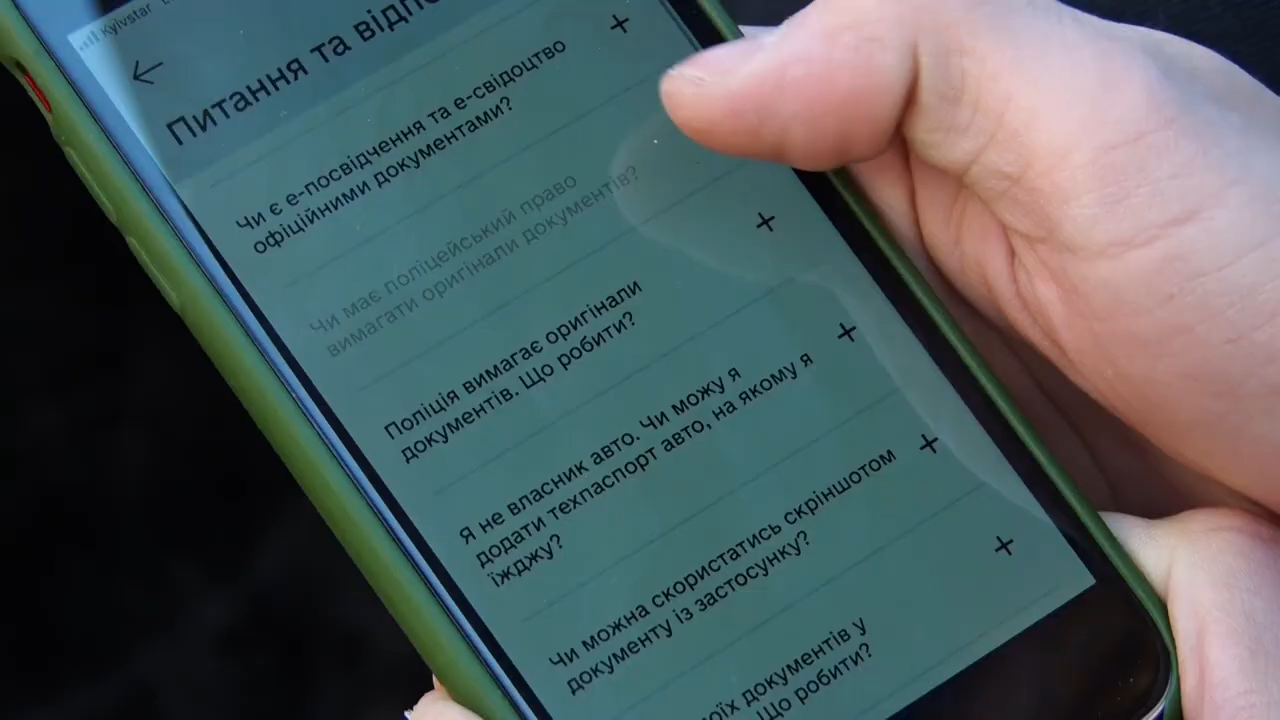 Kyivstar
Питання та
Чи є е-посвідчення та е-свідоцтво
офіційними документами?
Чи має поліцейський право
вимагати оригінали документів?
Поліція вимагає оригінали
документів. Що робити?
Я не власник авто. Чи можу я
додати техпаспорт авто, на якому я
їжджу?
Чи можна скористатись скріншотом
документу із застосунку?
документів у
Що робити?